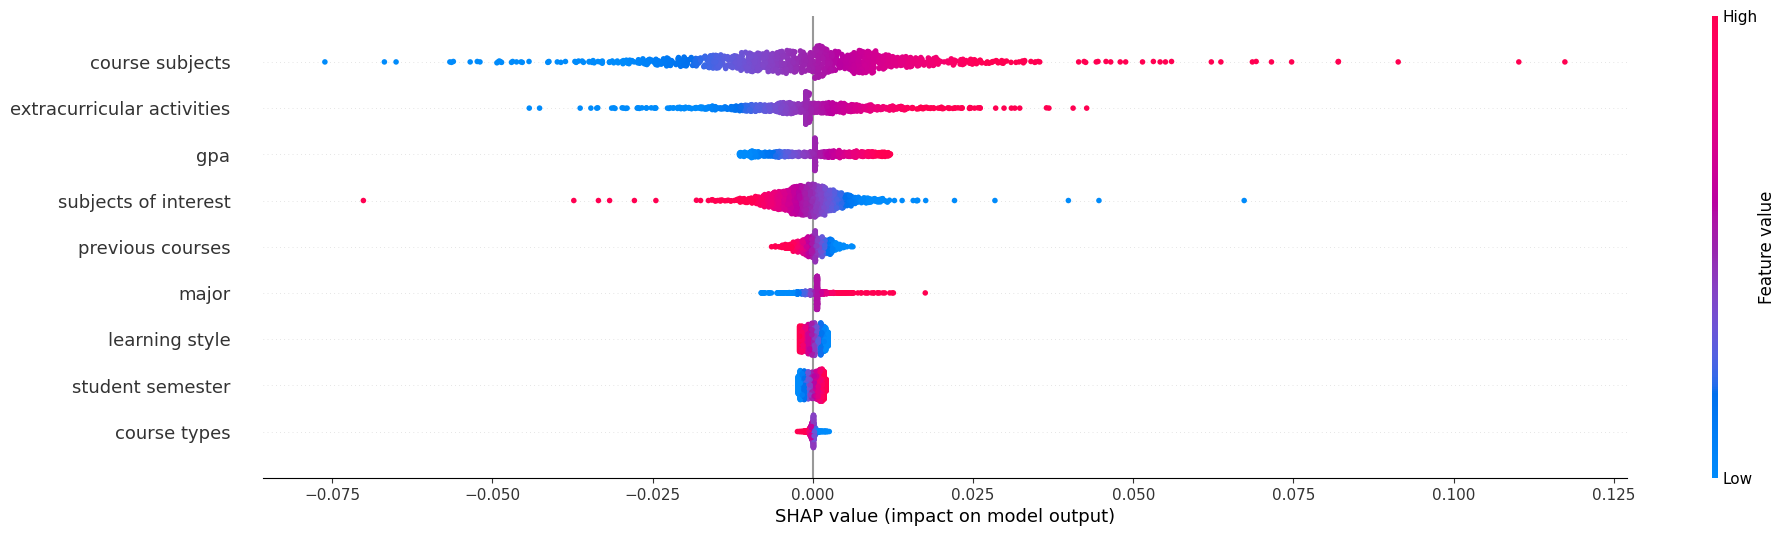 High
course subjects
extracurricular activities
gpa
subjects of interest
previous courses
major
learning style
student semester
course types
Feature value
Low
−0.075 −0.050 −0.025 0.000 0.025 0.050 0.075 0.100 0.125
SHAP value (impact on model output)